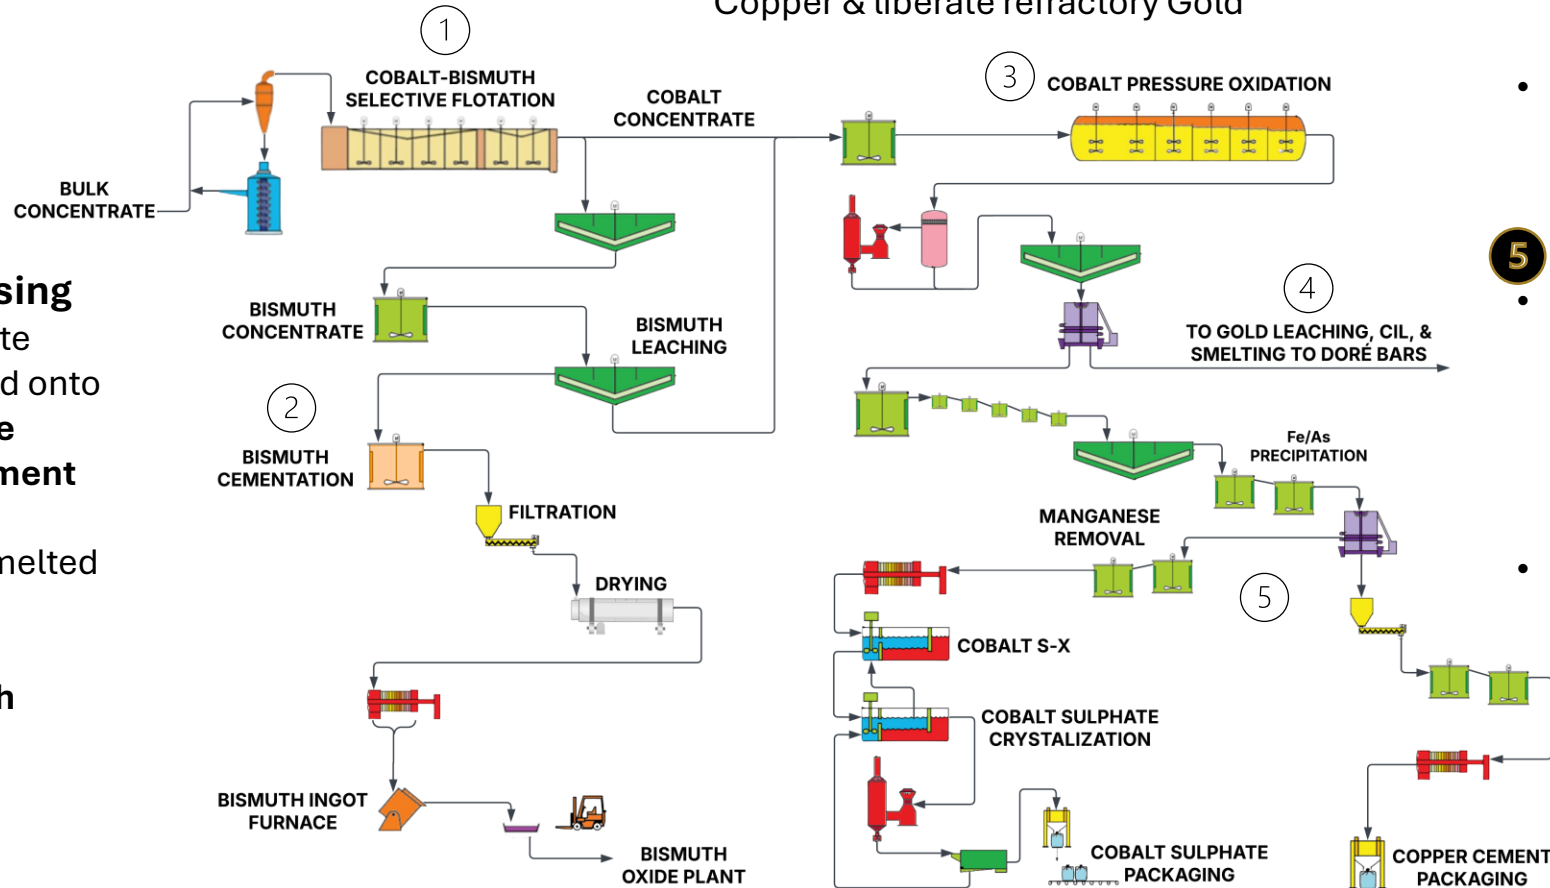 Copper & liberate refractory Gold
1
COBALT-BISMUTH
SELECTIVE FLOTATION
COBALT
CONCENTRATE
3
COBALT PRESSURE OXIDATION
•
BULK
CONCENTRATE
sing
te
d onto
e
ment
melted
h
BISMUTH
CONCENTRATE
BISMUTH
LEACHING
4
TO GOLD LEACHING, CIL, &
SMELTING TO DORÉ BARS
5
•
2
BISMUTH
CEMENTATION
FILTRATION
DRYING
Fe/As
PRECIPITATION
MANGANESE
REMOVAL
5
•
COBALT S-X
COBALT SULPHATE
CRYSTALIZATION
BISMUTH INGOT
FURNACE
BISMUTH
OXIDE PLANT
COBALT SULPHATE
PACKAGING
COPPER CEMENT
PACKAGING